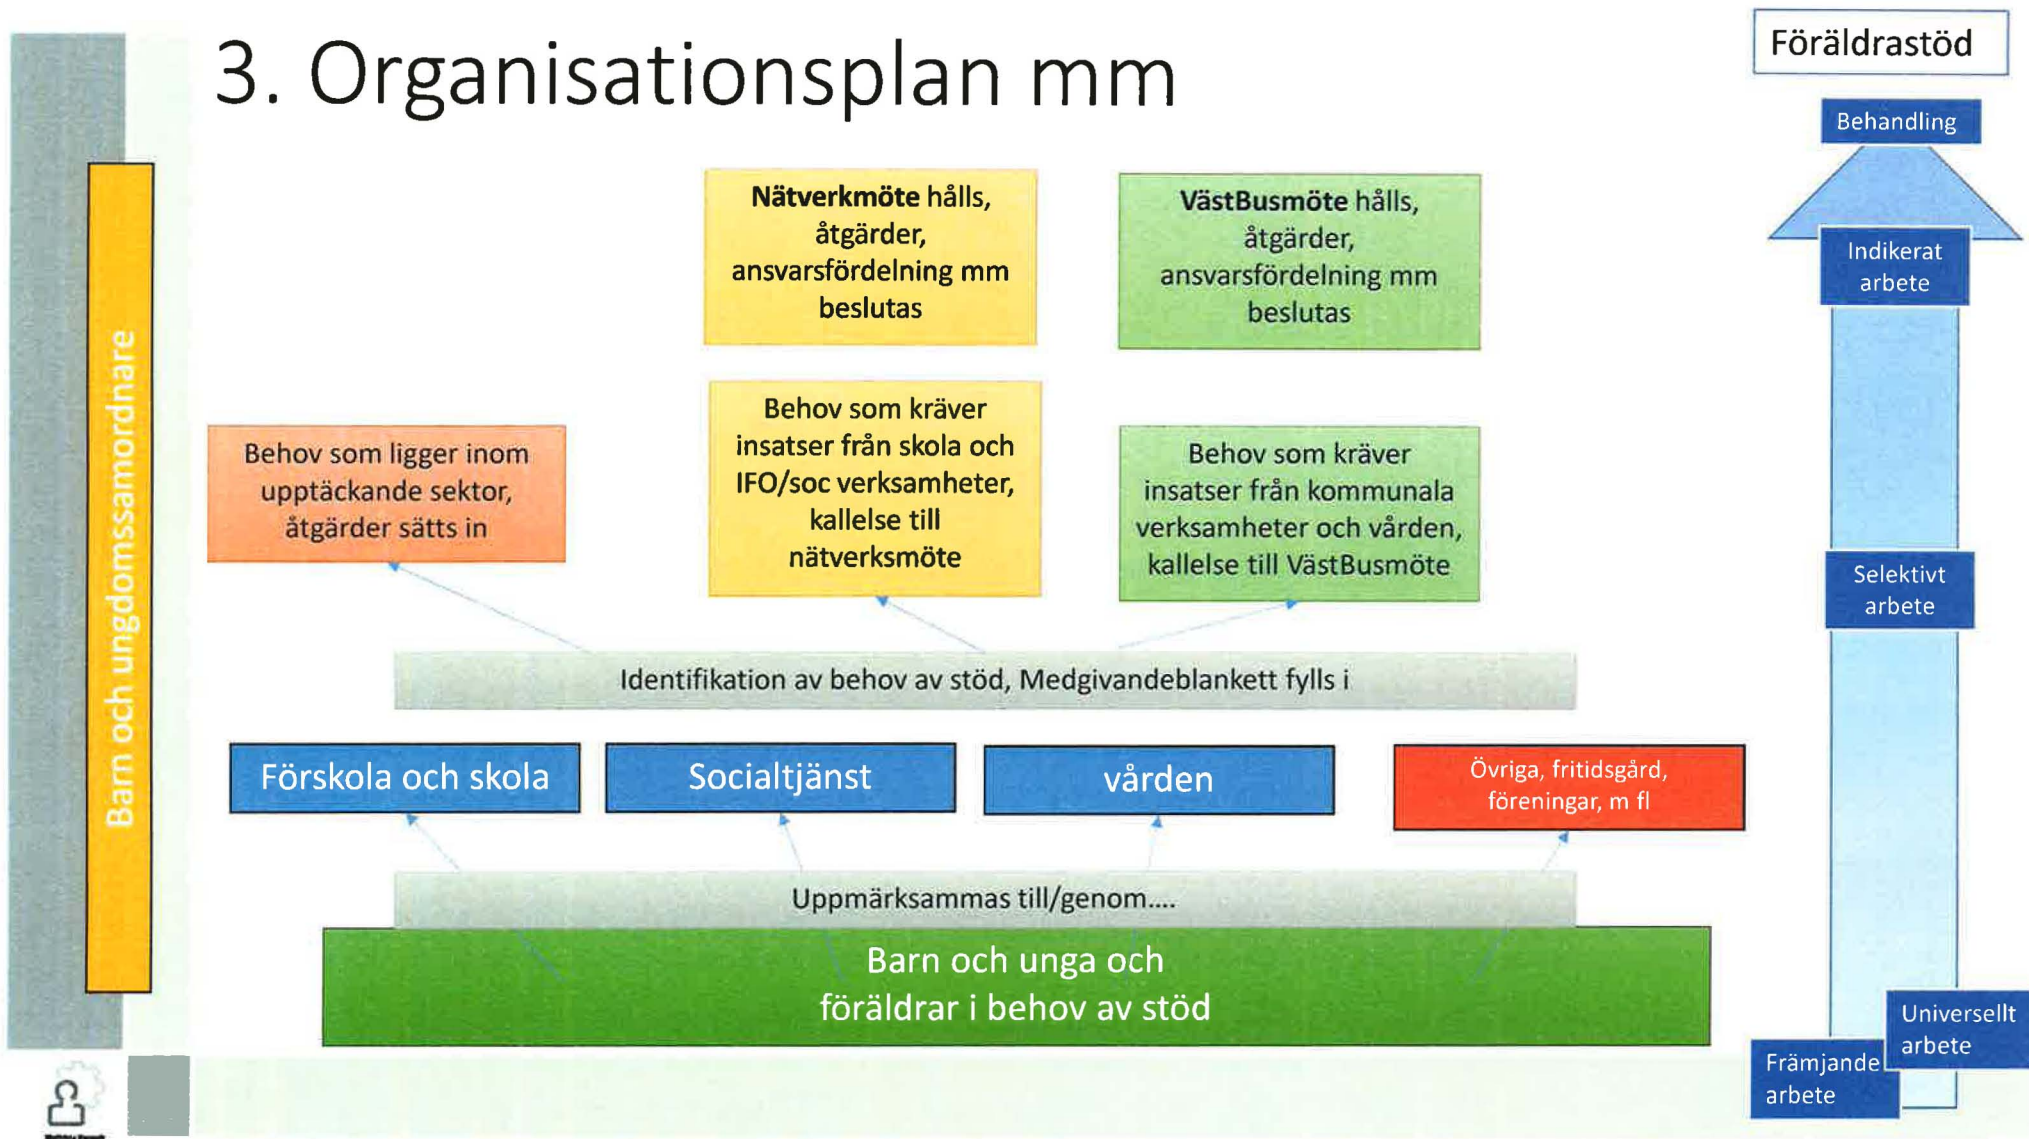 3. Organisationsplan mm
Föräldrastöd
Behandling
Nätverkmöte hålls,
åtgärder,
ansvarsfördelning mm
beslutas
VästBusmöte hålls,
åtgärder,
ansvarsfördelning mm
beslutas
Indikerat
arbete
Barn och ungdomssamordnare
Behov som ligger inom
upptäckande sektor,
åtgärder sätts in
Behov som kräver
insatser från skola och
IFO/soc verksamheter,
kallelse till
nätverksmöte
Behov som kräver
insatser från kommunala
verksamheter och vården,
kallelse till VästBusmöte
Selektivt
arbete
Identifikation av behov av stöd, Medgivandeblankett fylls i
Förskola och skola
Socialtjänst
vården
Övriga, fritidsgård,
föreningar, m fl
Uppmärksammas till/genom....
Barn och unga och
föräldrar i behov av stöd
Universellt
arbete
Främjande
arbete